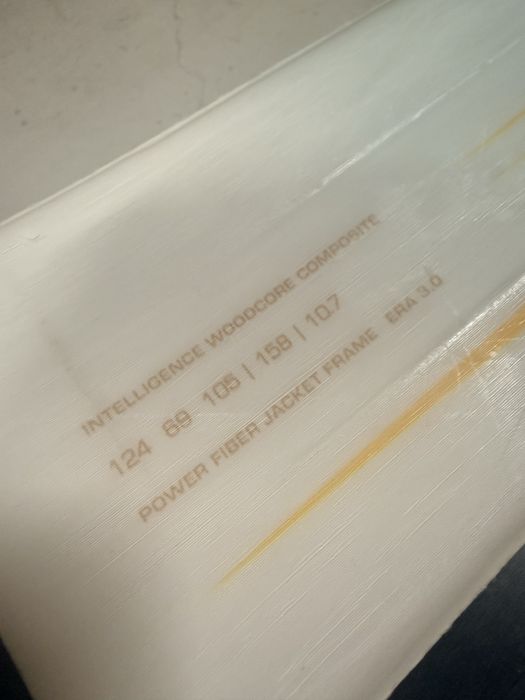 INTELLIGENCE WOODCORE COMPOSITE
124 69 105 | 158 | 10.7
POWER FIBER JACKET FRAME ERA 3.0